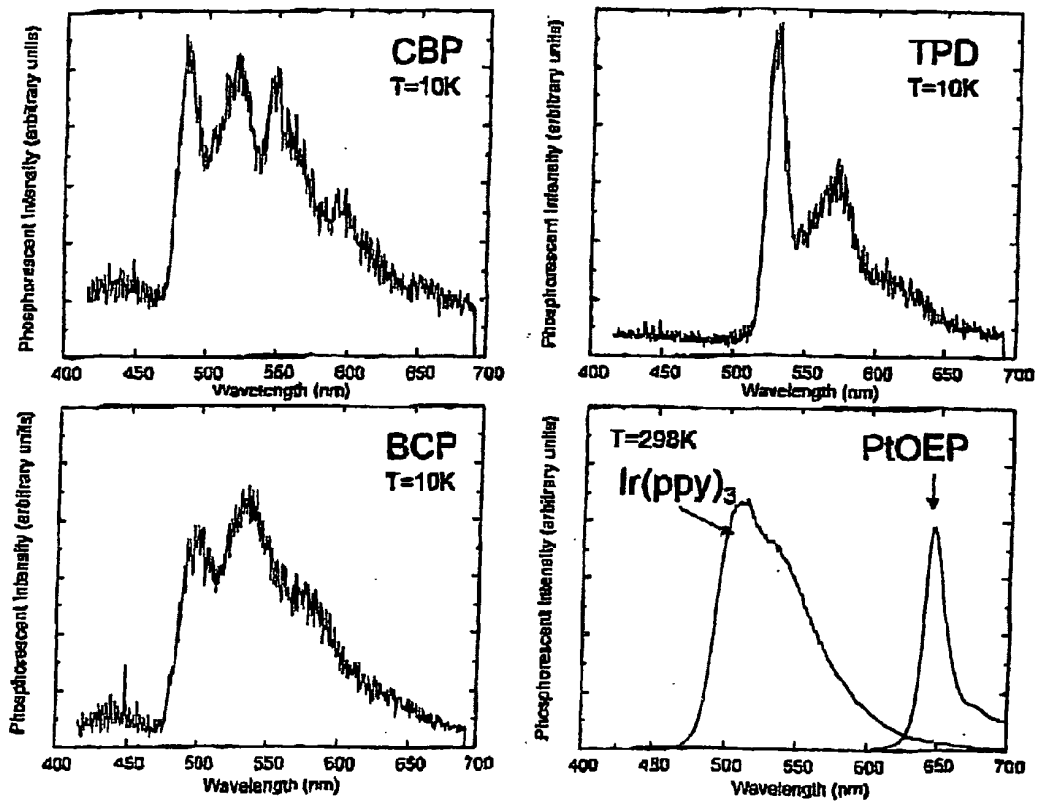 CBP
T=10K
Phosphorescent Intensity (arbitrary units)
400 450 500 550 600 650 700
Wavelength (nm)
TPD
T=10K
Phosphorescent Intensity (arbitrary units)
400 450 500 550 600 650 700
Wavelength (nm)
BCP
T=10K
Phosphorescent Intensity (arbitrary units)
400 450 500 550 600 650 700
Wavelength (nm)
T=298K
PtOEP
Ir(ppy)3
Phosphorescent Intensity (arbitrary units)
400 450 500 550 600 650 700
Wavelength (nm)